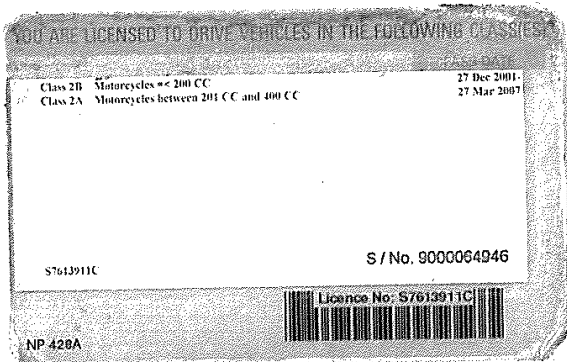 YOU ARE LICENSED TO DRIVE VEHICLES IN THE FOLLOWING CLASS(ES)
PASS DATE
Class 2B Motorcycles =< 200 CC 27 Dec 2001
Class 2A Motorcycles between 201 CC and 400 CC 27 Mar 2007
S7613911C
S / No. 9000064946
Licence No: S7613911C
NP 428A